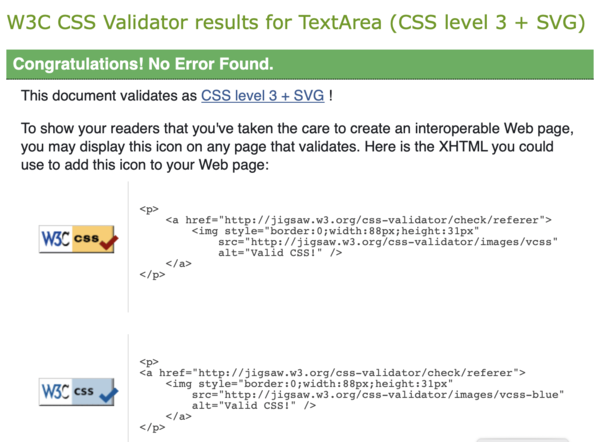 W3C CSS Validator results for TextArea (CSS level 3 + SVG)
Congratulations! No Error Found.
This document validates as CSS level 3 + SVG !
To show your readers that you've taken the care to create an interoperable Web page,
you may display this icon on any page that validates. Here is the XHTML you could
use to add this icon to your Web page:
W3C css
<p>
<a href="http://jigsaw.w3.org/css-validator/check/referer">
<img style="border:0;width:88px;height:31px"
src="http://jigsaw.w3.org/css-validator/images/vcss"
alt="Valid CSS!" />
</a>
</p>
W3C css
<p>
<a href="http://jigsaw.w3.org/css-validator/check/referer">
<img style="border:0;width:88px;height:31px"
src="http://jigsaw.w3.org/css-validator/images/vcss-blue"
alt="Valid CSS!" />
</a>
</p>